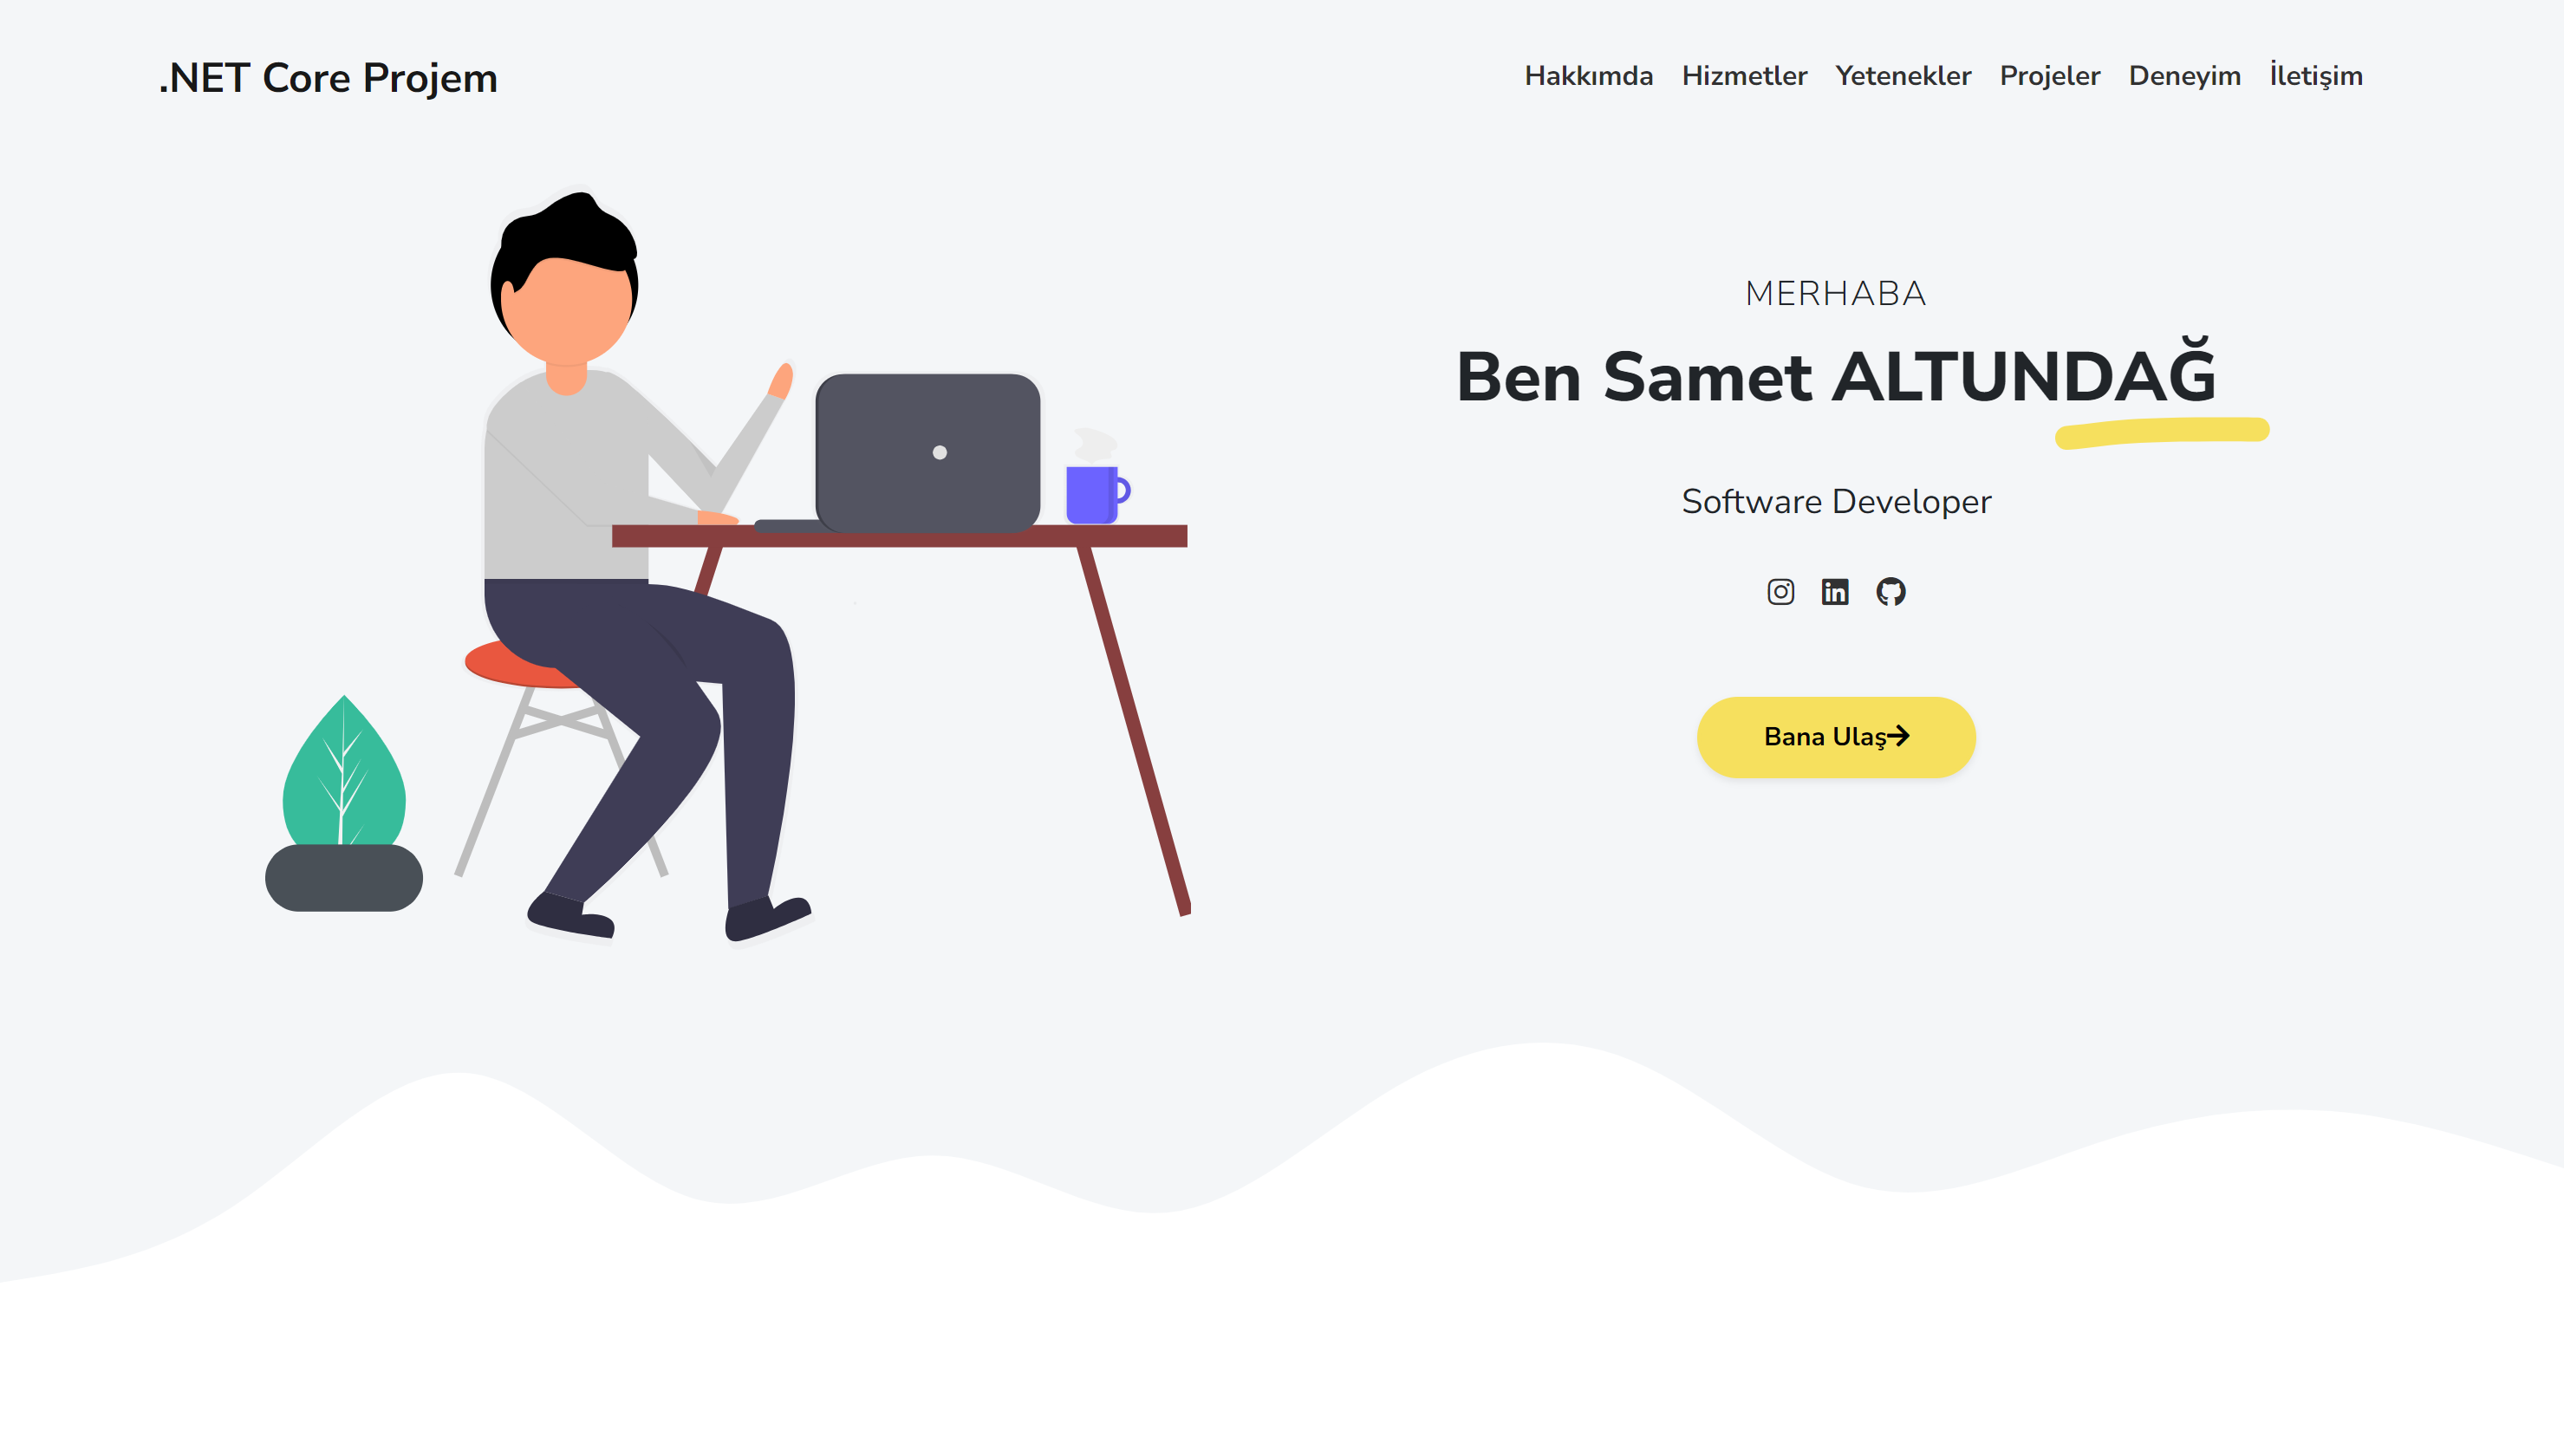 .NET Core Projem
Hakkımda Hizmetler Yetenekler Projeler Deneyim İletişim
MERHABA
Ben Samet ALTUNDAĞ
Software Developer
Bana Ulaş